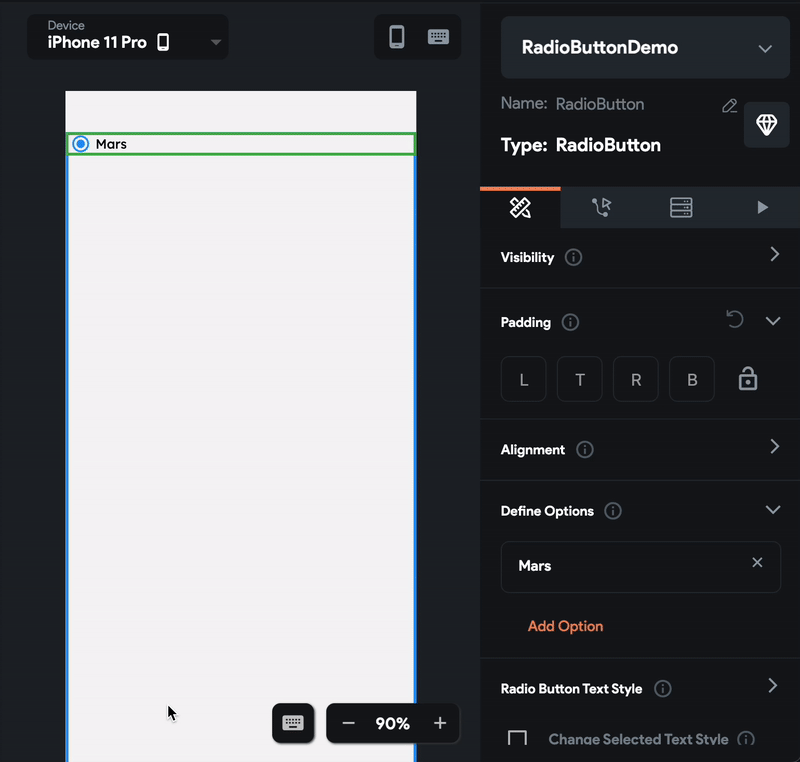 Device
iPhone 11 Pro
Mars
90%
RadioButtonDemo
Name: RadioButton
Type: RadioButton
Visibility
Padding
L T R B
Alignment
Define Options
Mars
Add Option
Radio Button Text Style
Change Selected Text Style